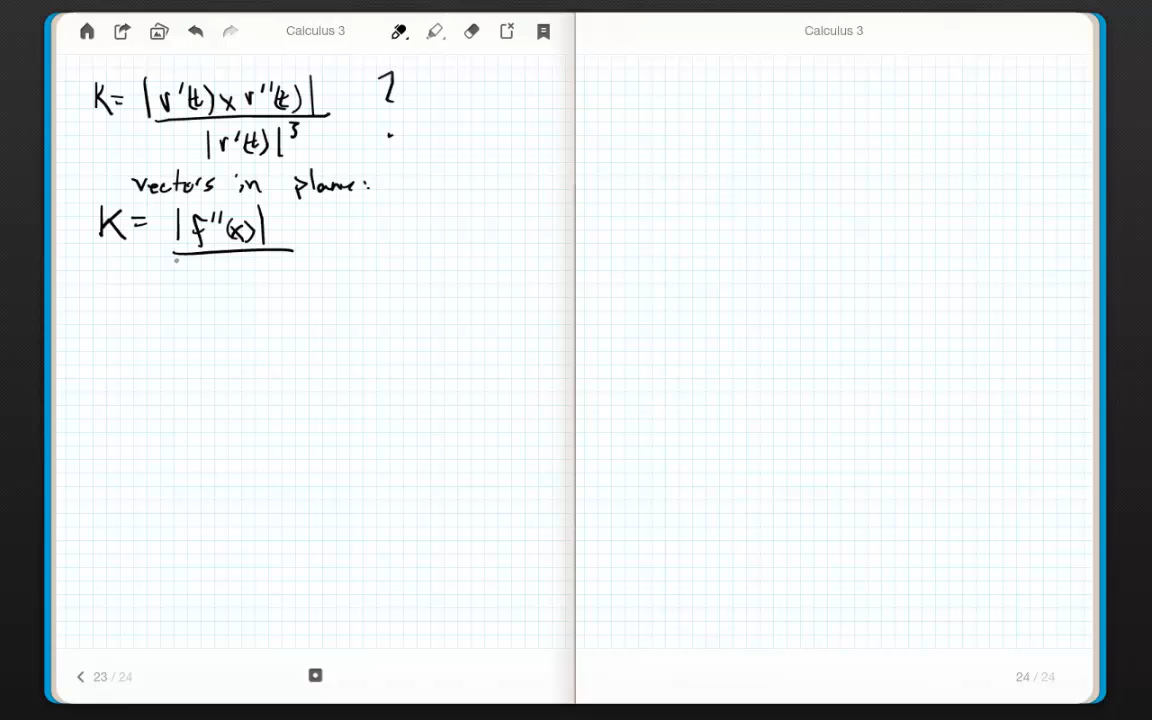 Calculus 3
K = |r'(t) x r''(t)| ?
|r'(t)|³
vectors in plane:
K = |f''(x)|
23 / 24
Calculus 3
24 / 24